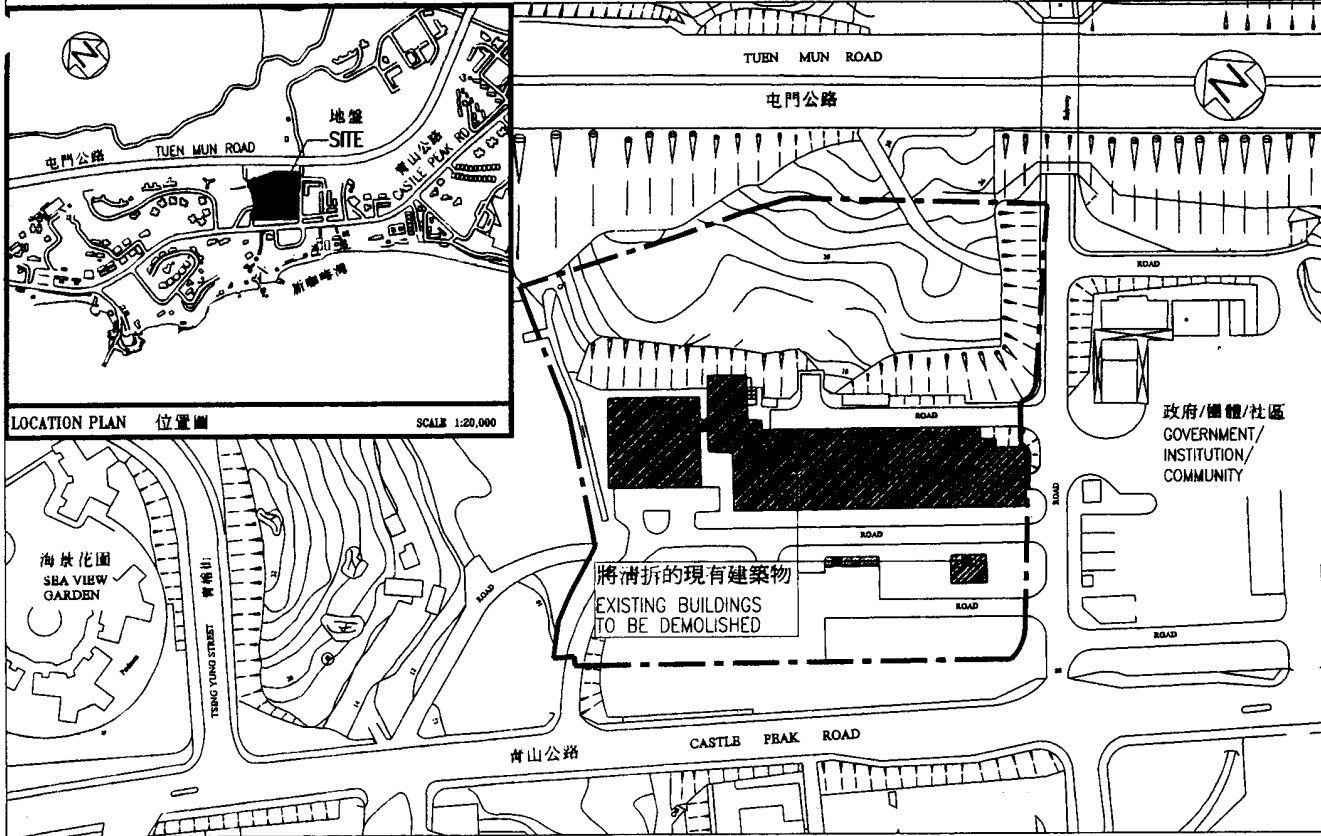 N
地盤
SITE
屯門公路 TUEN MUN ROAD
青山公路
CASTLE PEAK RD
LOCATION PLAN 位置圖 SCALE 1:20,000
TUEN MUN ROAD
屯門公路
N
Subway
ROAD
政府/團體/社區
GOVERNMENT/
INSTITUTION/
COMMUNITY
ROAD
ROAD
ROAD
ROAD
ROAD
ROAD
將清拆的現有建築物
EXISTING BUILDINGS
TO BE DEMOLISHED
海景花園
SEA VIEW
GARDEN
Podium
TSING YUNG STREET
青山公路
CASTLE PEAK ROAD